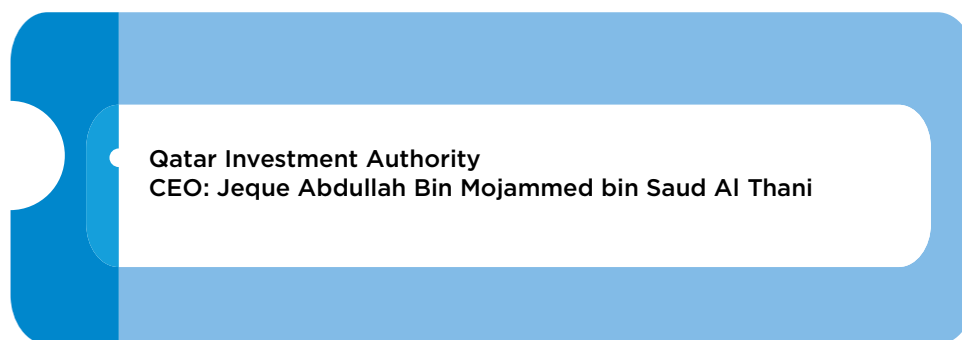 Qatar Investment Authority
CEO: Jeque Abdullah Bin Mojammed bin Saud Al Thani